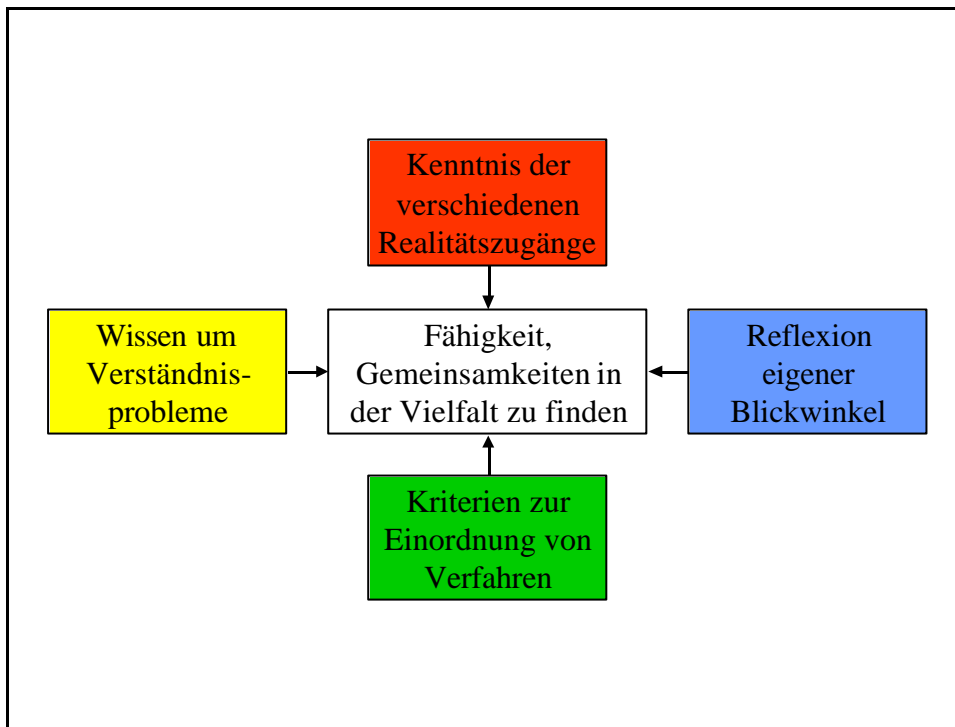 Kenntnis der
verschiedenen
Realitätszugänge
Wissen um
Verständnis-
probleme
Fähigkeit,
Gemeinsamkeiten in
der Vielfalt zu finden
Reflexion
eigener
Blickwinkel
Kriterien zur
Einordnung von
Verfahren